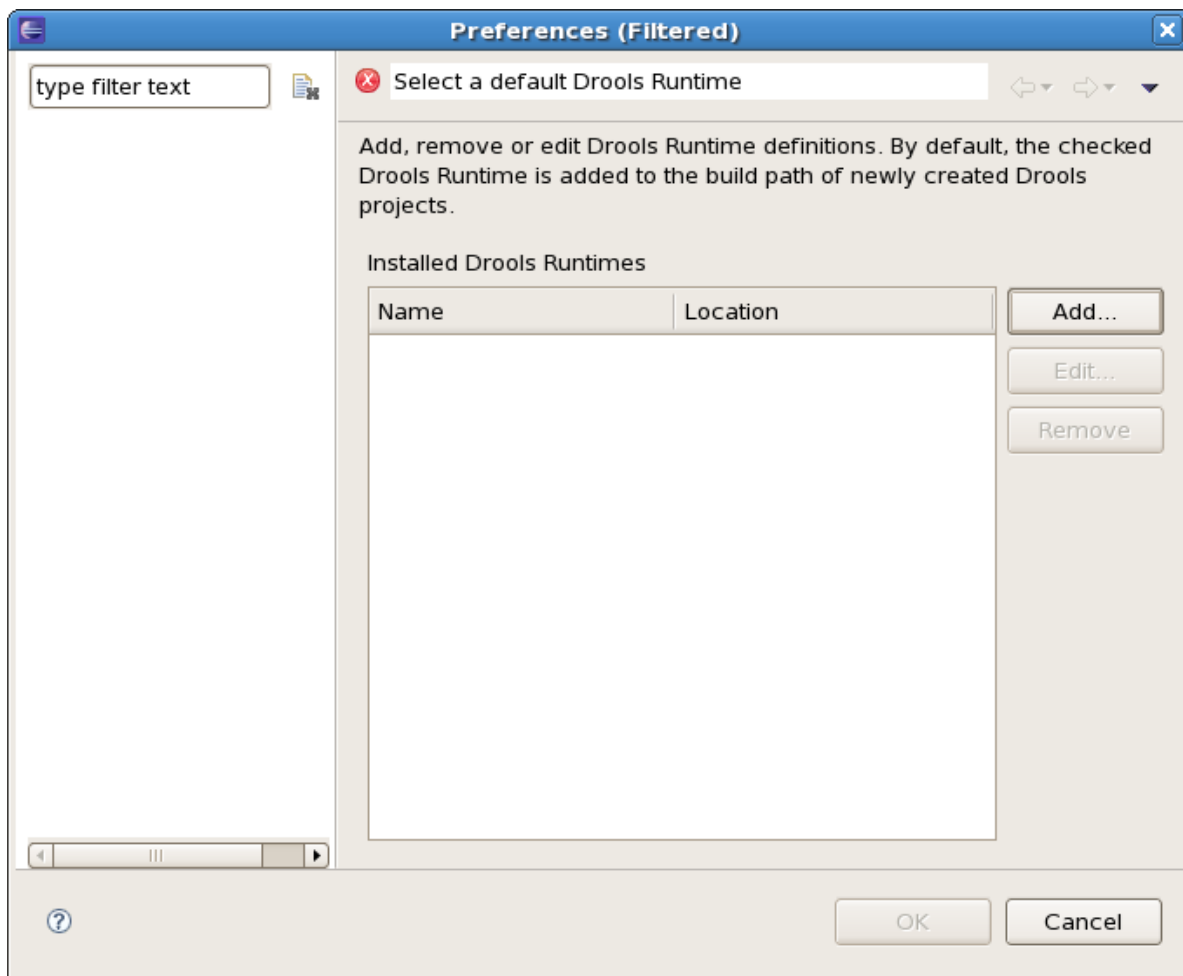 Preferences (Filtered)
type filter text
Select a default Drools Runtime
Add, remove or edit Drools Runtime definitions. By default, the checked
Drools Runtime is added to the build path of newly created Drools
projects.
Installed Drools Runtimes
Name Location
Add...
Edit...
Remove
OK Cancel